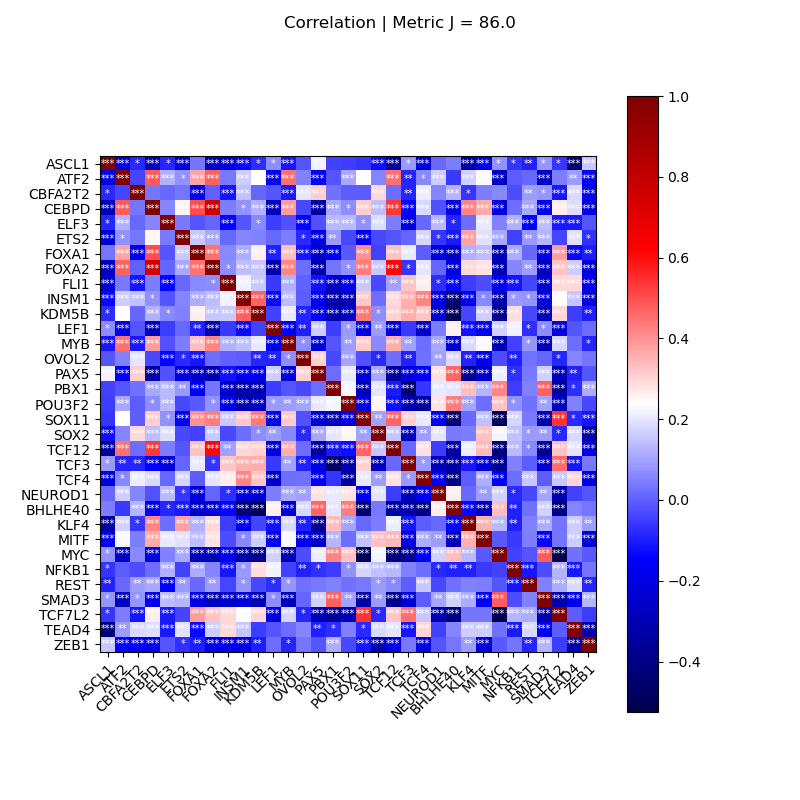 Correlation | Metric J = 86.0
ASCL1
ATF2
CBFA2T2
CEBPD
ELF3
ETS2
FOXA1
FOXA2
FLI1
INSM1
KDM5B
LEF1
MYB
OVOL2
PAX5
PBX1
POU3F2
SOX11
SOX2
TCF12
TCF3
TCF4
NEUROD1
BHLHE40
KLF4
MITF
MYC
NFKB1
REST
SMAD3
TCF7L2
TEAD4
ZEB1
ASCL1
ATF2
CBFA2T2
CEBPD
ELF3
ETS2
FOXA1
FOXA2
FLI1
INSM1
KDM5B
LEF1
MYB
OVOL2
PAX5
PBX1
POU3F2
SOX11
SOX2
TCF12
TCF3
TCF4
NEUROD1
BHLHE40
KLF4
MITF
MYC
NFKB1
REST
SMAD3
TCF7L2
TEAD4
ZEB1
1.0
0.8
0.6
0.4
0.2
0.0
−0.2
−0.4